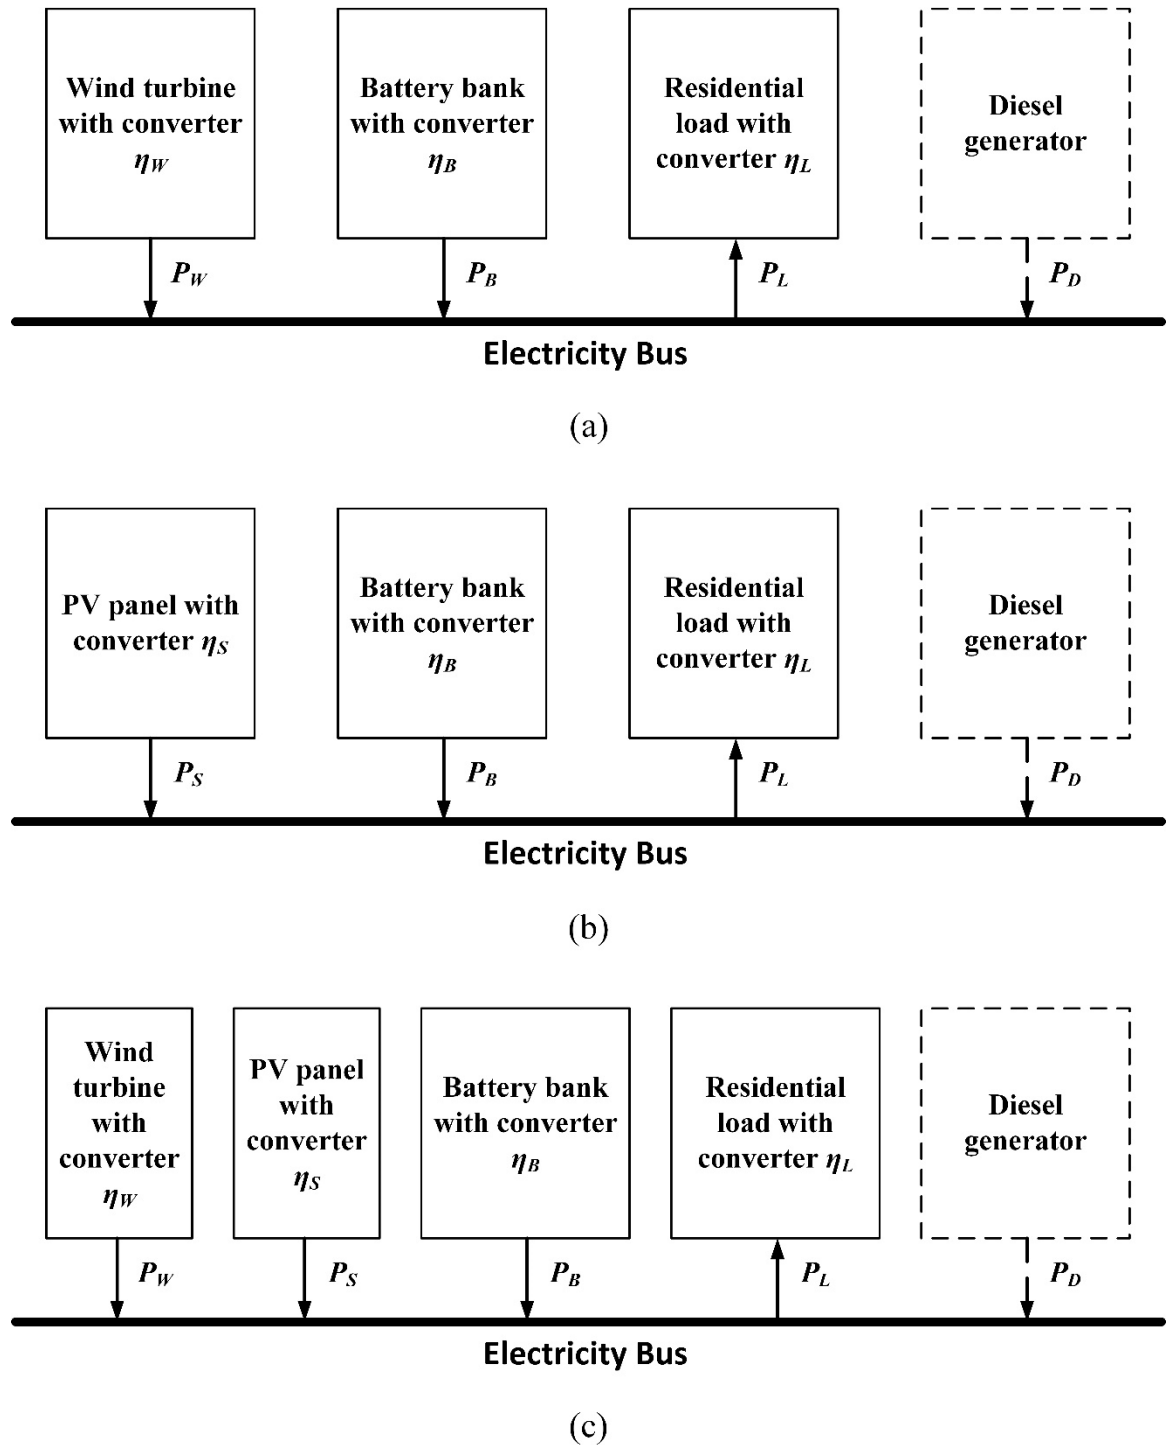 Wind turbine
with converter
ηW
Battery bank
with converter
ηB
Residential
load with
converter ηL
Diesel
generator
PW
PB
PL
PD
Electricity Bus
(a)
PV panel with
converter ηS
Battery bank
with converter
ηB
Residential
load with
converter ηL
Diesel
generator
PS
PB
PL
PD
Electricity Bus
(b)
Wind
turbine
with
converter
ηW
PV panel
with
converter
ηS
Battery bank
with converter
ηB
Residential
load with
converter ηL
Diesel
generator
PW
PS
PB
PL
PD
Electricity Bus
(c)